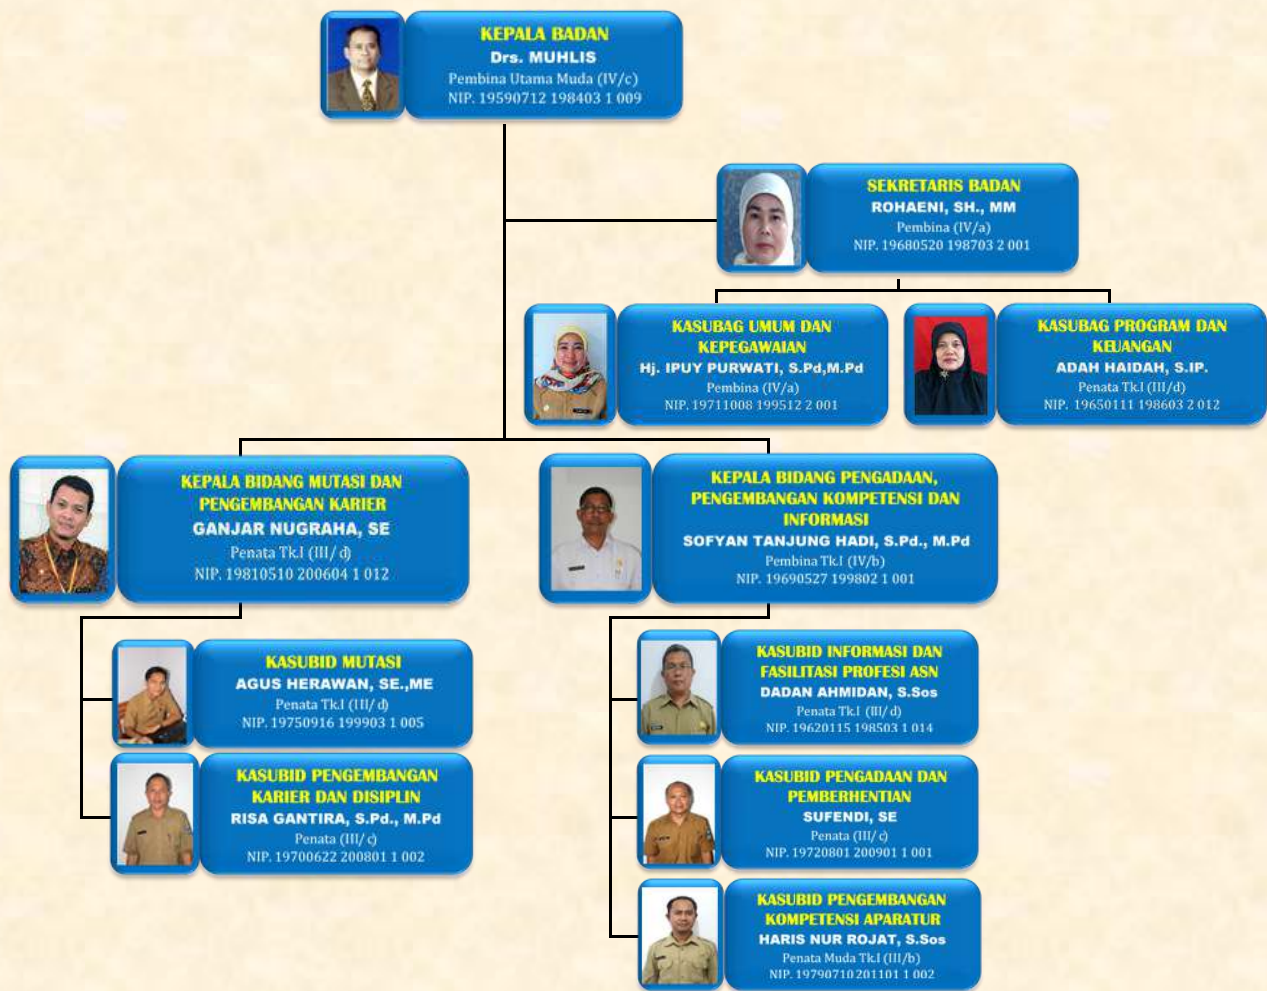 KEPALA BADAN
Drs. MUHLIS
Pembina Utama Muda (IV/c)
NIP. 19590712 198403 1 009
SEKRETARIS BADAN
ROHAENI, SH., MM
Pembina (IV/a)
NIP. 19680520 198703 2 001
KASUBAG UMUM DAN
KEPEGAWAIAN
Hj. IPUY PURWATI, S.Pd,M.Pd
Pembina (IV/a)
NIP. 19711008 199512 2 001
KASUBAG PROGRAM DAN
KEUANGAN
ADAH HAIDAH, S.IP.
Penata Tk.I (III/d)
NIP. 19650111 198603 2 012
KEPALA BIDANG MUTASI DAN
PENGEMBANGAN KARIER
GANJAR NUGRAHA, SE
Penata Tk.I (III/ d)
NIP. 19810510 200604 1 012
KEPALA BIDANG PENGADAAN,
PENGEMBANGAN KOMPETENSI DAN
INFORMASI
SOFYAN TANJUNG HADI, S.Pd., M.Pd
Pembina Tk.I (IV/b)
NIP. 19690527 199802 1 001
KASUBID MUTASI
AGUS HERAWAN, SE.,ME
Penata Tk.I (III/ d)
NIP. 19750916 199903 1 005
KASUBID PENGEMBANGAN
KARIER DAN DISIPLIN
RISA GANTIRA, S.Pd., M.Pd
Penata (III/ c)
NIP. 19700622 200801 1 002
KASUBID INFORMASI DAN
FASILITASI PROFESI ASN
DADAN AHMIDAN, S.Sos
Penata Tk.I (III/ d)
NIP. 19620115 198503 1 014
KASUBID PENGADAAN DAN
PEMBERHENTIAN
SUFENDI, SE
Penata (III/ c)
NIP. 19720801 200901 1 001
KASUBID PENGEMBANGAN
KOMPETENSI APARATUR
HARIS NUR ROJAT, S.Sos
Penata Muda Tk.I (III/b)
NIP. 19790710 201101 1 002